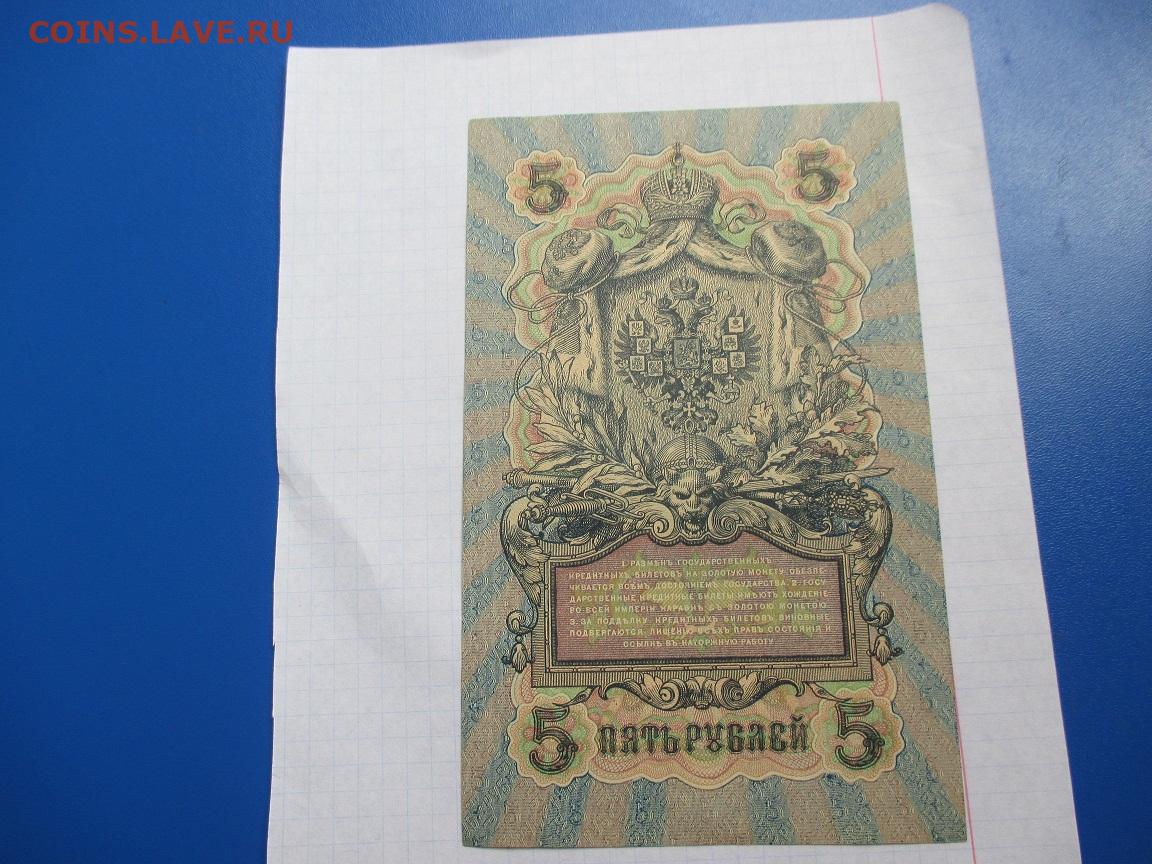 COINS.LAVE.RU
5 5
1. РАЗМѢНЪ ГОСУДАРСТВЕННЫХЪ
КРЕДИТНЫХЪ БИЛЕТОВЪ НА ЗОЛОТУЮ МОНЕТУ ОБЕЗПЕ-
ЧИВАЕТСЯ ВСѢМЪ ДОСТОЯНІЕМЪ ГОСУДАРСТВА. 2. ГОСУ
ДАРСТВЕННЫЕ КРЕДИТНЫЕ БИЛЕТЫ ИМѢЮТЪ ХОЖДЕНІЕ
ВО ВСЕЙ ИМПЕРІИ НАРАВНѢ СЪ ЗОЛОТОЮ МОНЕТОЮ.
3. ЗА ПОДДѢЛКУ КРЕДИТНЫХЪ БИЛЕТОВЪ ВИНОВНЫЕ
ПОДВЕРГАЮТСЯ ЛИШЕНІЮ ВСѢХЪ ПРАВЪ СОСТОЯНІЯ И
ССЫЛКѢ ВЪ КАТОРЖНУЮ РАБОТУ
5 ПЯТЬ РУБЛЕЙ 5